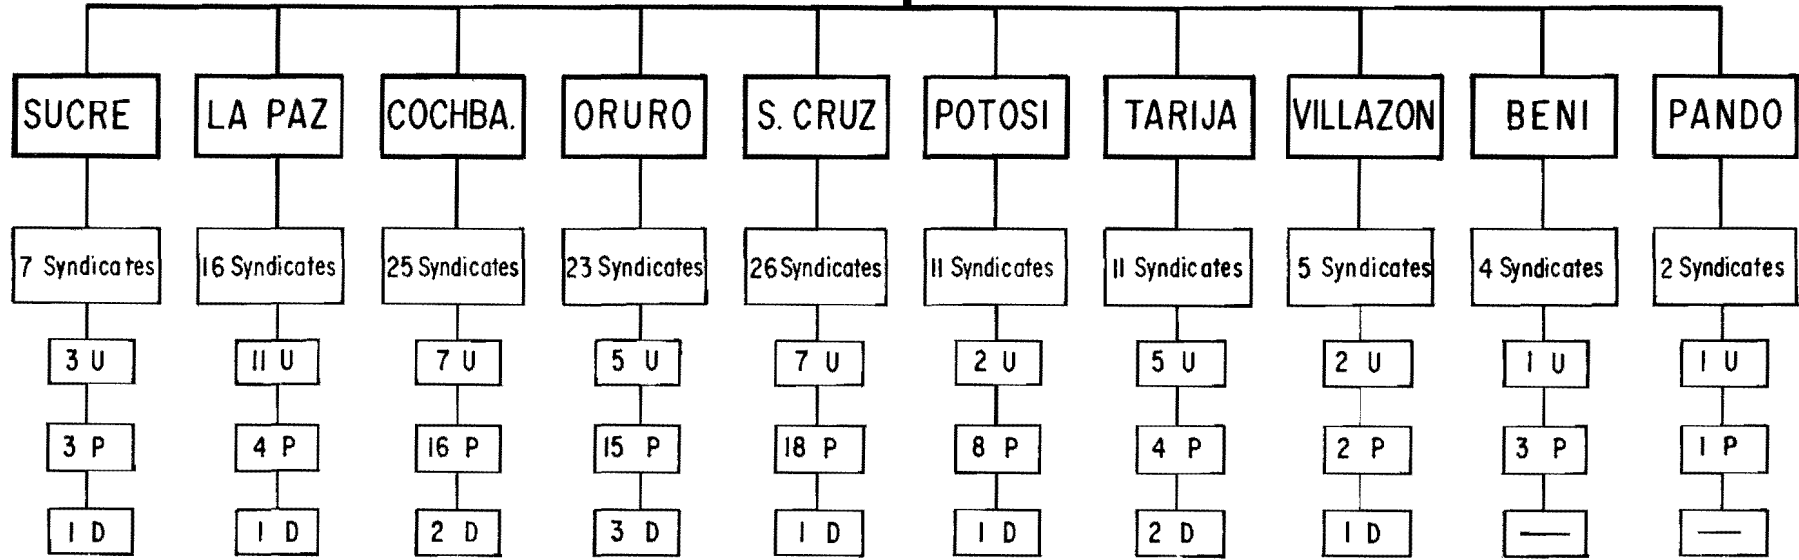 SUCRE LA PAZ COCHBA. ORURO S. CRUZ POTOSI TARIJA VILLAZON BENI PANDO
7 Syndicates 16 Syndicates 25 Syndicates 23 Syndicates 26 Syndicates 11 Syndicates 11 Syndicates 5 Syndicates 4 Syndicates 2 Syndicates
3 U 11 U 7 U 5 U 7 U 2 U 5 U 2 U 1 U 1 U
3 P 4 P 16 P 15 P 18 P 8 P 4 P 2 P 3 P 1 P
1 D 1 D 2 D 3 D 1 D 1 D 2 D 1 D — —